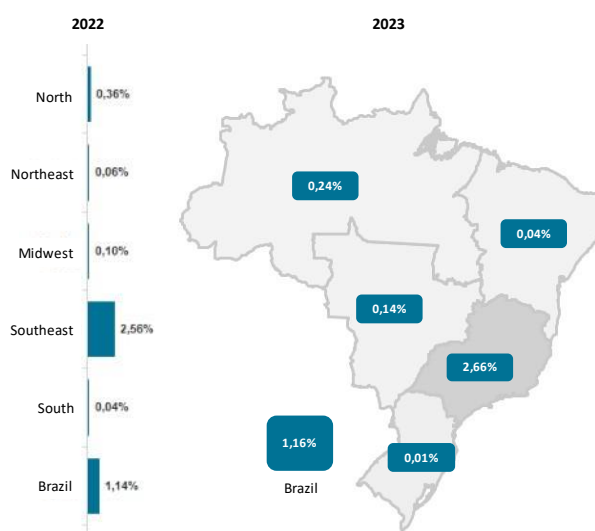 2022
North
0,36%
Northeast
0,06%
Midwest
0,10%
Southeast
2,56%
South
0,04%
Brazil
1,14%
2023
0,24%
0,04%
0,14%
2,66%
1,16%
0,01%
Brazil